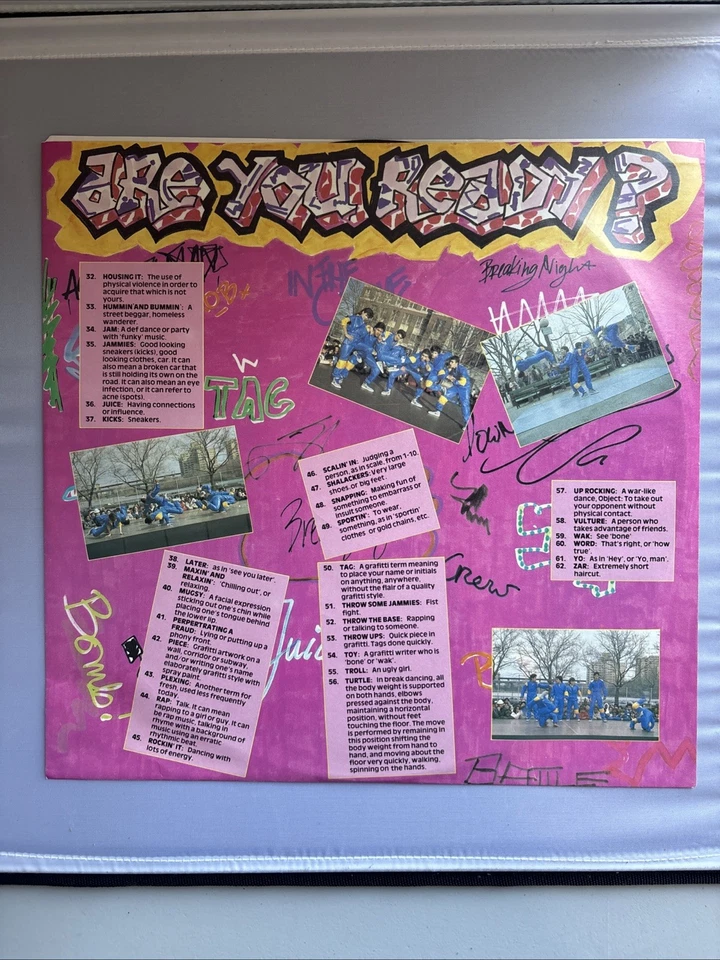 ARE YOU READY?
IN THE
Breaking Night
32. HOUSING IT: The use of
physical violence in order to
acquire that which is not
yours.
33. HUMMIN AND BUMMIN': A
street beggar, homeless
wanderer.
34. JAM: A def dance or party
with 'funky' music.
35. JAMMIES: Good looking
sneakers (kicks), good
looking clothes, car. It can
also mean a broken car that
is still holding its own on the
road. It can also mean an eye
infection, or it can refer to
acne (spots).
36. JUICE: Having connections
or influence.
37. KICKS: Sneakers.
TAG
46. SCALIN' IN: Judging a
person, as in scale, from 1-10.
47. SHALACKERS: Very large
shoes or big feet.
48. SNAPPING: Making fun of
something to embarrass or
insult someone.
49. SPORTIN': To wear,
something, as in 'sportin'
clothes or gold chains, etc.
57. UP ROCKING: A war-like
dance, Object: To take out
your opponent without
physical contact.
58. VULTURE: A person who
takes advantage of friends.
59. WAK: See 'bone'.
60. WORD: That's right, or 'how
true'.
61. YO: As in 'Hey', or 'Yo, man'.
62. ZAR: Extremely short
haircut.
38. LATER: as in 'see you later'.
39. MAXIN' AND
RELAXIN': 'Chilling out', or
relaxing.
40. MUGSY: A facial expression
sticking out one's chin while
placing one's tongue behind
the lower lip.
41. PERPERTRATING A
FRAUD: Lying or putting up a
phony front.
42. PIECE: Grafitti artwork on a
wall, corridor or subway,
and/or writing one's name
elaborately grafitti style with
spray paint.
43. PLEXING: Another term for
fresh, used less frequently
today.
44. RAP: Talk. It can mean
rapping to a girl or guy. It can
be rap music, talking in
rhyme with a background of
music using an erratic
rhythmic beat.
45. ROCKIN' IT: Dancing with
lots of energy.
50. TAG: A grafitti term meaning
to place your name or initials
on anything, anywhere,
without the flair of a quality
grafitti style.
51. THROW SOME JAMMIES: Fist
fight.
52. THROW THE BASE: Rapping
or talking to someone.
53. THROW UPS: Quick piece in
grafitti. Tags done quickly.
54. TOY: A grafitti writer who is
'bone' or 'wak'.
55. TROLL: An ugly girl.
56. TURTLE: In break dancing, all
the body weight is supported
on both hands, elbows
pressed against the body,
maintaining a horizontal
position, without feet
touching the floor. The move
is performed by remaining in
this position shifting the
body weight from hand to
hand, and moving about the
floor very quickly, walking,
spinning on the hands.
Crew
Bomb!
BATTLE